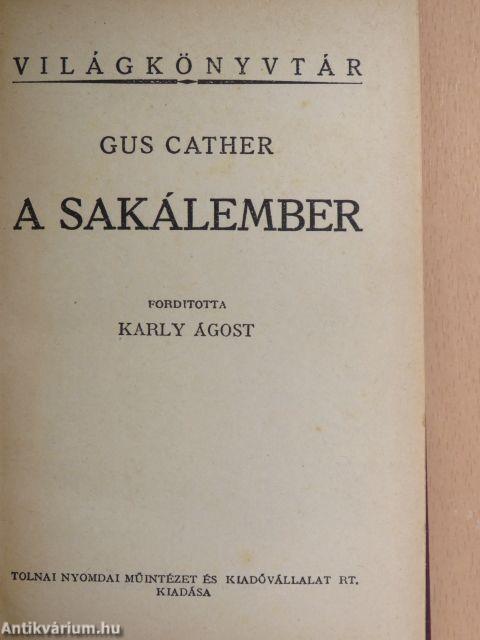 VILÁGKÖNYVTÁR
GUS CATHER
A SAKÁLEMBER
FORDITOTTA
KARLY ÁGOST
TOLNAI NYOMDAI MŰINTÉZET ÉS KIADÓVÁLLALAT RT.
KIADÁSA
Antikvárium.hu